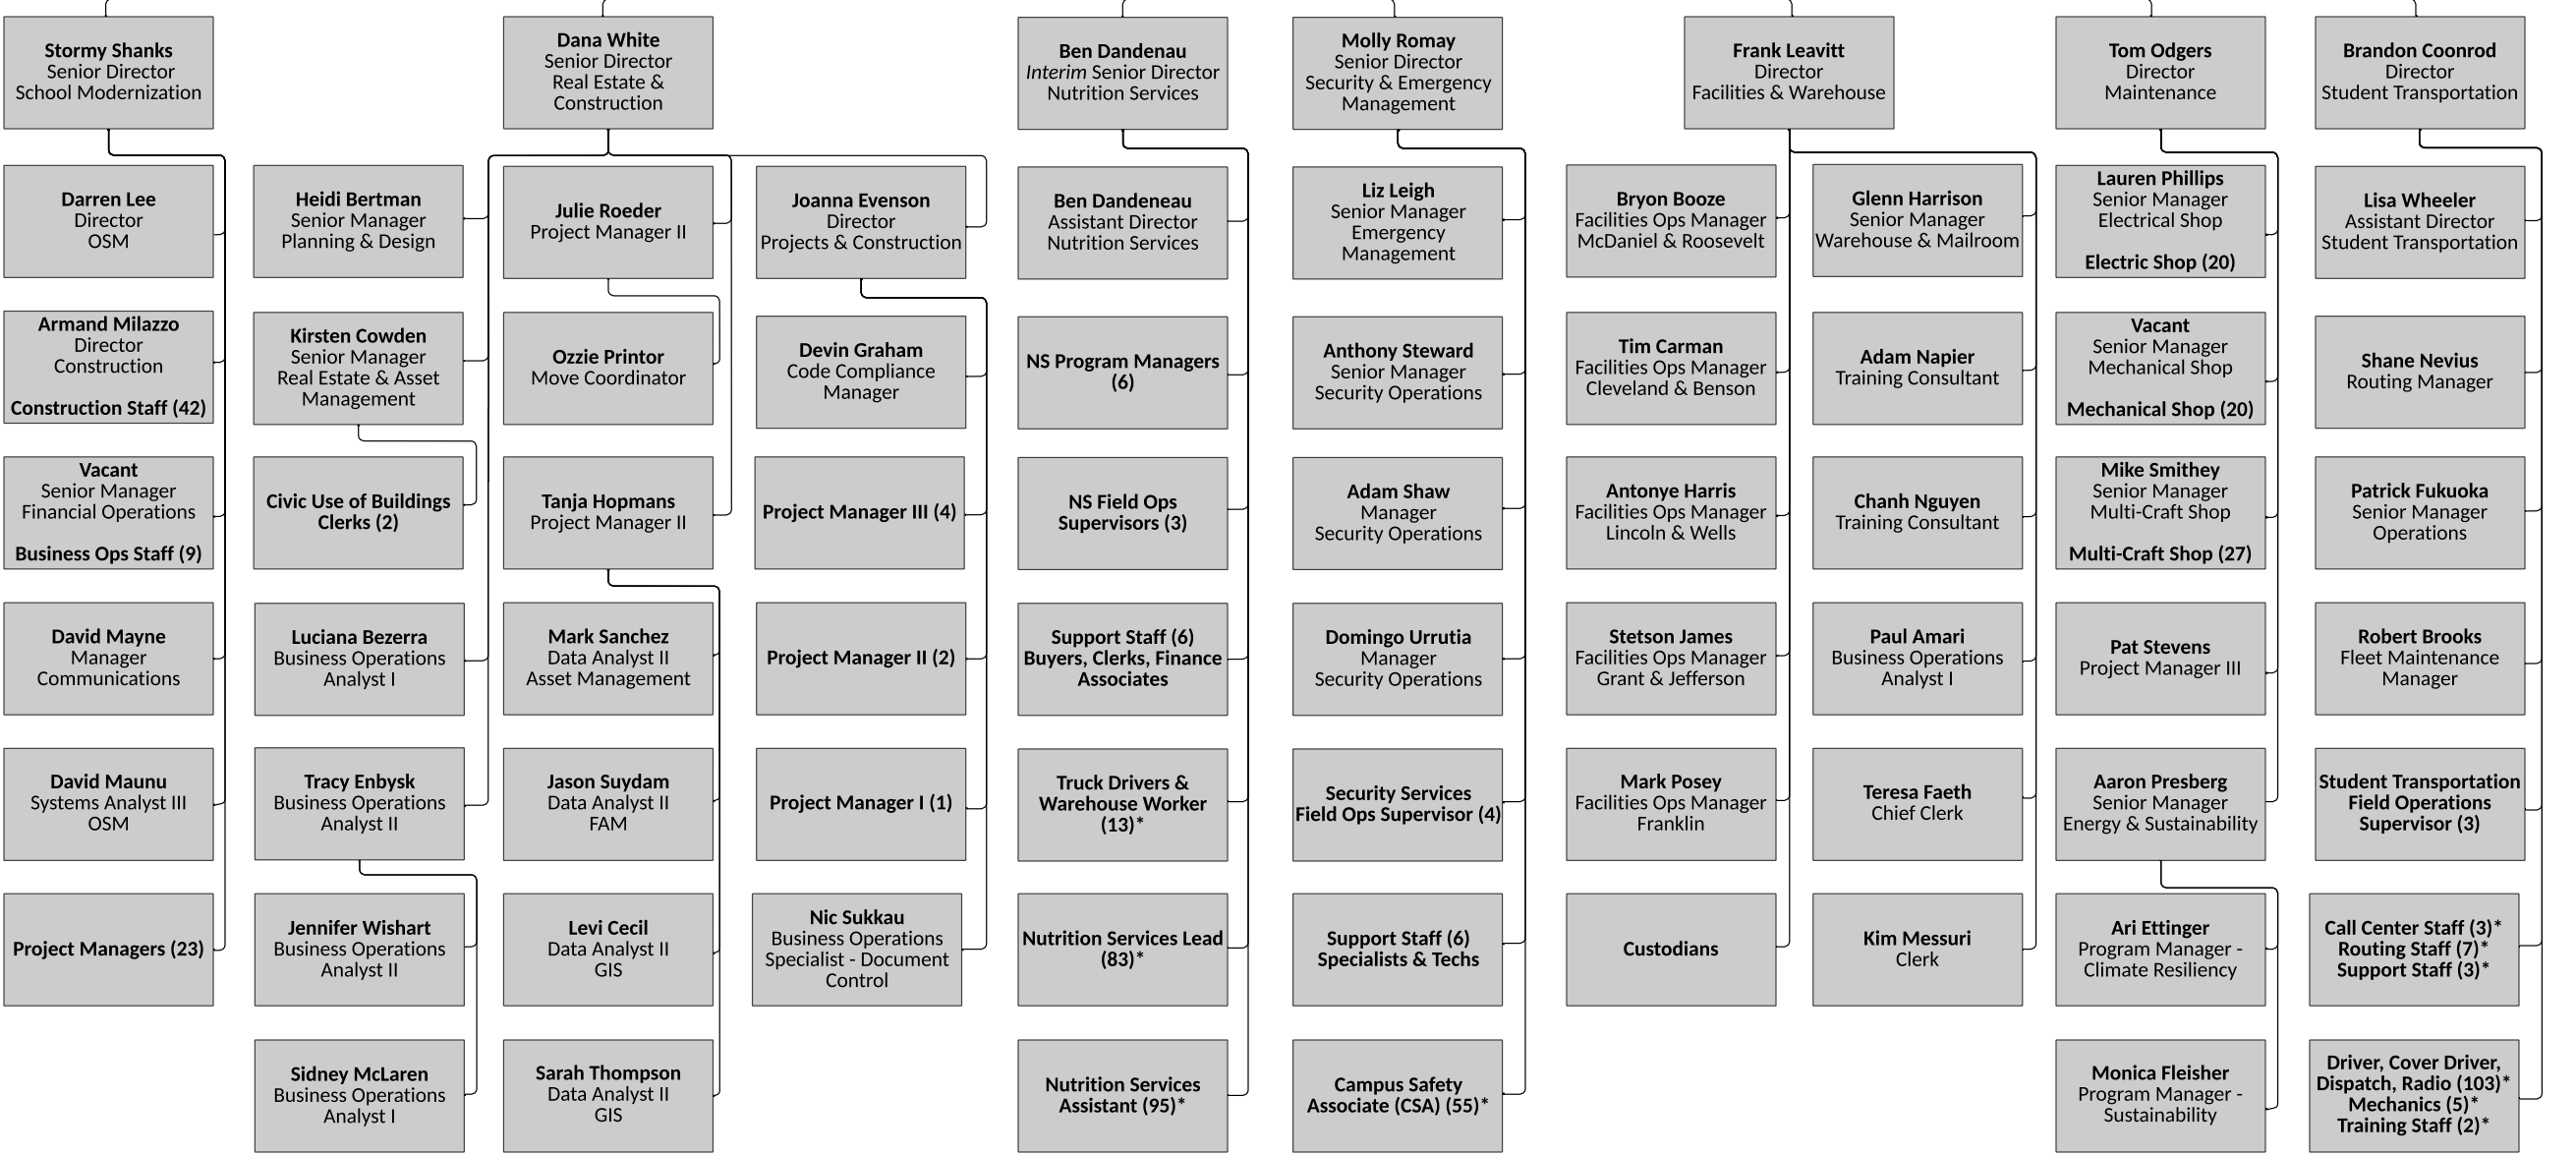 Stormy Shanks
Senior Director
School Modernization
Dana White
Senior Director
Real Estate &
Construction
Ben Dandenau
Interim Senior Director
Nutrition Services
Molly Romay
Senior Director
Security & Emergency
Management
Frank Leavitt
Director
Facilities & Warehouse
Tom Odgers
Director
Maintenance
Brandon Coonrod
Director
Student Transportation
Darren Lee
Director
OSM
Heidi Bertman
Senior Manager
Planning & Design
Julie Roeder
Project Manager II
Joanna Evenson
Director
Projects & Construction
Ben Dandeneau
Assistant Director
Nutrition Services
Liz Leigh
Senior Manager
Emergency
Management
Bryon Booze
Facilities Ops Manager
McDaniel & Roosevelt
Glenn Harrison
Senior Manager
Warehouse & Mailroom
Lauren Phillips
Senior Manager
Electrical Shop
Electric Shop (20)
Lisa Wheeler
Assistant Director
Student Transportation
Armand Milazzo
Director
Construction
Construction Staff (42)
Kirsten Cowden
Senior Manager
Real Estate & Asset
Management
Ozzie Printor
Move Coordinator
Devin Graham
Code Compliance
Manager
NS Program Managers
(6)
Anthony Steward
Senior Manager
Security Operations
Tim Carman
Facilities Ops Manager
Cleveland & Benson
Adam Napier
Training Consultant
Vacant
Senior Manager
Mechanical Shop
Mechanical Shop (20)
Shane Nevius
Routing Manager
Vacant
Senior Manager
Financial Operations
Business Ops Staff (9)
Civic Use of Buildings
Clerks (2)
Tanja Hopmans
Project Manager II
Project Manager III (4)
NS Field Ops
Supervisors (3)
Adam Shaw
Manager
Security Operations
Antonye Harris
Facilities Ops Manager
Lincoln & Wells
Chanh Nguyen
Training Consultant
Mike Smithey
Senior Manager
Multi-Craft Shop
Multi-Craft Shop (27)
Patrick Fukuoka
Senior Manager
Operations
David Mayne
Manager
Communications
Luciana Bezerra
Business Operations
Analyst I
Mark Sanchez
Data Analyst II
Asset Management
Project Manager II (2)
Support Staff (6)
Buyers, Clerks, Finance
Associates
Domingo Urrutia
Manager
Security Operations
Stetson James
Facilities Ops Manager
Grant & Jefferson
Paul Amari
Business Operations
Analyst I
Pat Stevens
Project Manager III
Robert Brooks
Fleet Maintenance
Manager
David Maunu
Systems Analyst III
OSM
Tracy Enbysk
Business Operations
Analyst II
Jason Suydam
Data Analyst II
FAM
Project Manager I (1)
Truck Drivers &
Warehouse Worker
(13)*
Security Services
Field Ops Supervisor (4)
Mark Posey
Facilities Ops Manager
Franklin
Teresa Faeth
Chief Clerk
Aaron Presberg
Senior Manager
Energy & Sustainability
Student Transportation
Field Operations
Supervisor (3)
Project Managers (23)
Jennifer Wishart
Business Operations
Analyst II
Levi Cecil
Data Analyst II
GIS
Nic Sukkau
Business Operations
Specialist - Document
Control
Nutrition Services Lead
(83)*
Support Staff (6)
Specialists & Techs
Custodians
Kim Messuri
Clerk
Ari Ettinger
Program Manager -
Climate Resiliency
Call Center Staff (3)*
Routing Staff (7)*
Support Staff (3)*
Sidney McLaren
Business Operations
Analyst I
Sarah Thompson
Data Analyst II
GIS
Nutrition Services
Assistant (95)*
Campus Safety
Associate (CSA) (55)*
Monica Fleisher
Program Manager -
Sustainability
Driver, Cover Driver,
Dispatch, Radio (103)*
Mechanics (5)*
Training Staff (2)*